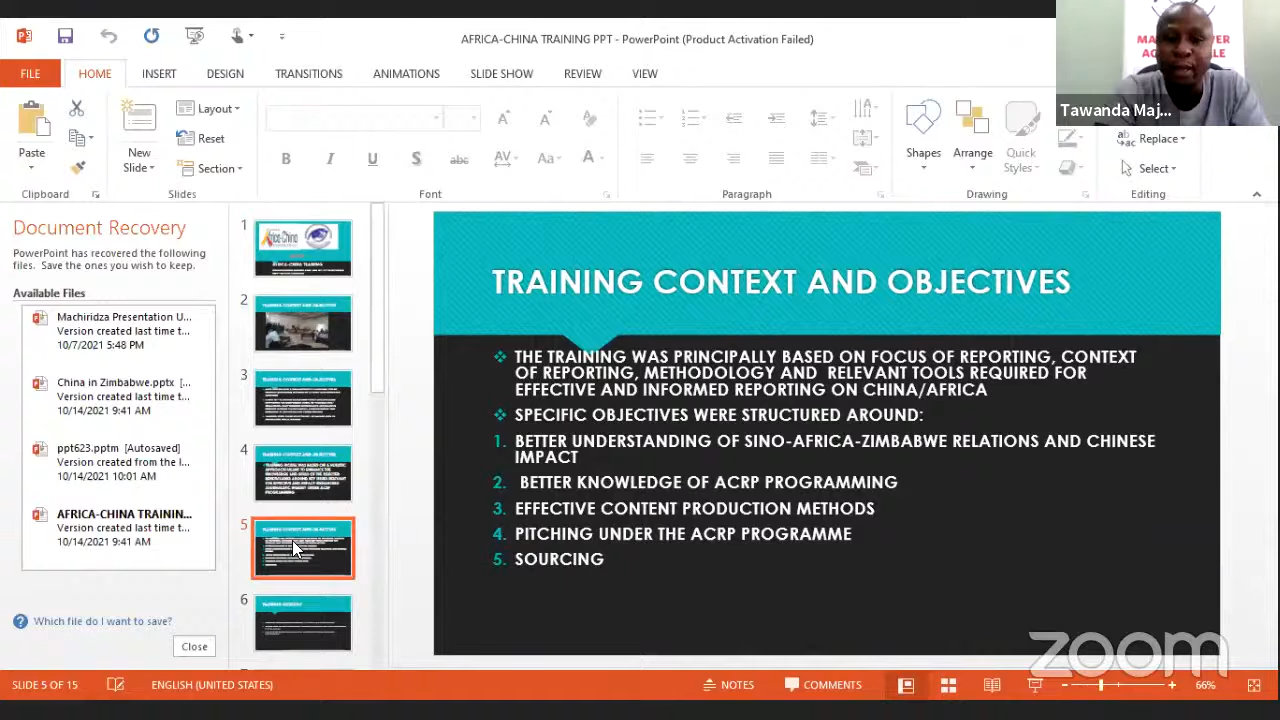 AFRICA-CHINA TRAINING PPT - PowerPoint (Product Activation Failed)
FILE
HOME
INSERT
DESIGN
TRANSITIONS
ANIMATIONS
SLIDE SHOW
REVIEW
VIEW
Tawanda Maj...
Paste
New
Slide
Layout
Reset
Section
B I U S abc AV Aa A
Shapes
Arrange
Quick
Styles
Replace
Select
Clipboard
Slides
Font
Paragraph
Drawing
Editing
Document Recovery
PowerPoint has recovered the following
files. Save the ones you wish to keep.
Available Files
Machiridza Presentation U...
Version created last time t...
10/7/2021 5:48 PM
China in Zimbabwe.pptx [...
Version created last time t...
10/14/2021 9:41 AM
ppt623.pptm [Autosaved]
Version created from the l...
10/14/2021 10:01 AM
AFRICA-CHINA TRAININ...
Version created last time t...
10/14/2021 9:41 AM
Which file do I want to save?
Close
1
2
3
4
5
6
TRAINING CONTEXT AND OBJECTIVES
❖ THE TRAINING WAS PRINCIPALLY BASED ON FOCUS OF REPORTING, CONTEXT
OF REPORTING, METHODOLOGY AND RELEVANT TOOLS REQUIRED FOR
EFFECTIVE AND INFORMED REPORTING ON CHINA/AFRICA
❖ SPECIFIC OBJECTIVES WERE STRUCTURED AROUND:
1. BETTER UNDERSTANDING OF SINO-AFRICA-ZIMBABWE RELATIONS AND CHINESE
IMPACT
2. BETTER KNOWLEDGE OF ACRP PROGRAMMING
3. EFFECTIVE CONTENT PRODUCTION METHODS
4. PITCHING UNDER THE ACRP PROGRAMME
5. SOURCING
zoom
SLIDE 5 OF 15
ENGLISH (UNITED STATES)
NOTES
COMMENTS
66%